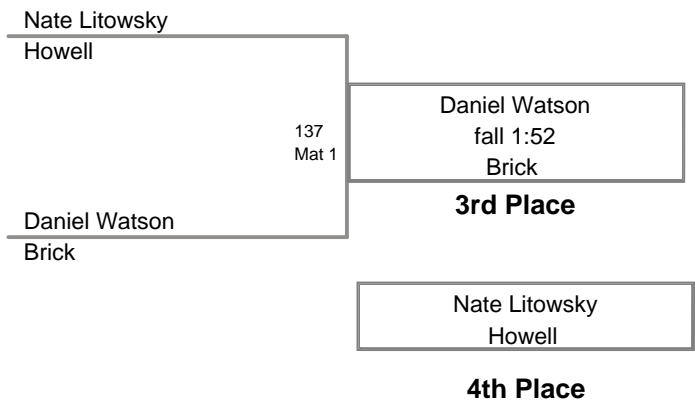 Nate Litowsky
Howell
137
Mat 1
Daniel Watson
fall 1:52
Brick
3rd Place
Daniel Watson
Brick
Nate Litowsky
Howell
4th Place